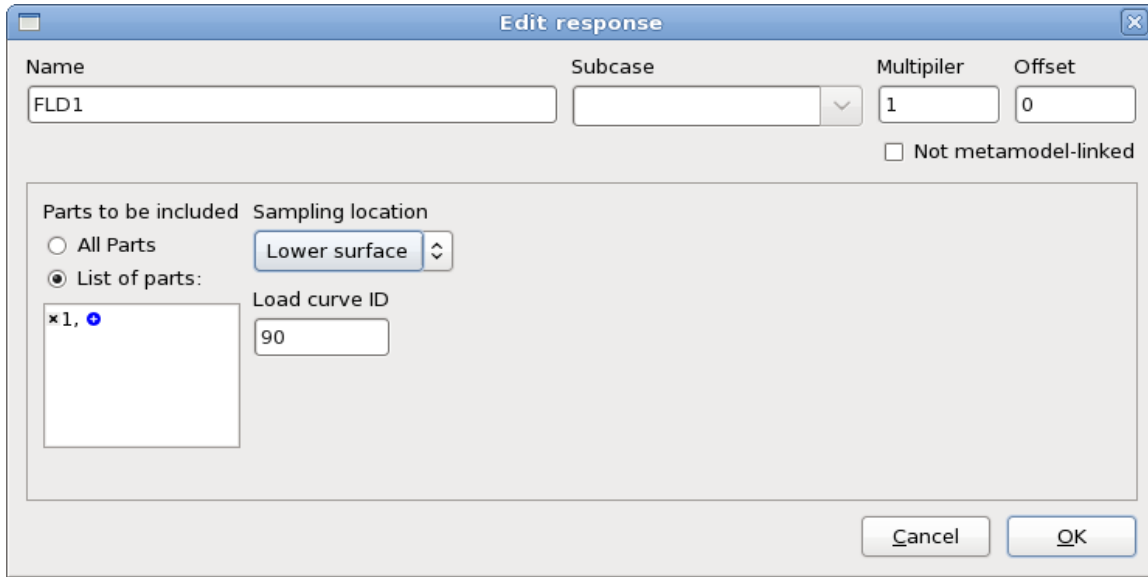 Edit response
Name Subcase Multipiler Offset
FLD1 1 0
Not metamodel-linked
Parts to be included Sampling location
All Parts
Lower surface
List of parts:
Load curve ID
×1,
90
Cancel OK